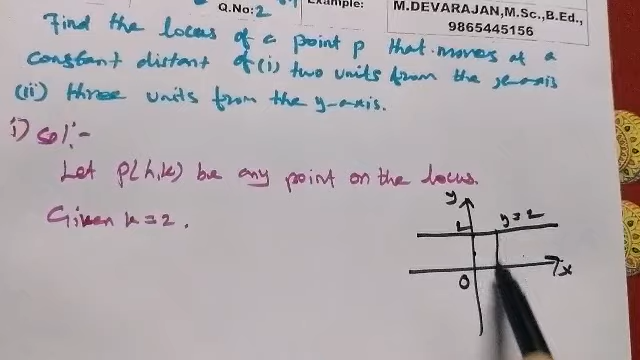 Q.No:2
Example:
M.DEVARAJAN,M.Sc.,B.Ed.,
9865445156
Find the locus of a point p that moves at a
constant distant of (i) two units from the x-axis
(ii) three units from the y-axis.
i) Sol:-
Let P(h,k) be any point on the locus.
Given k = 2.
y
2
y = 2
0
x